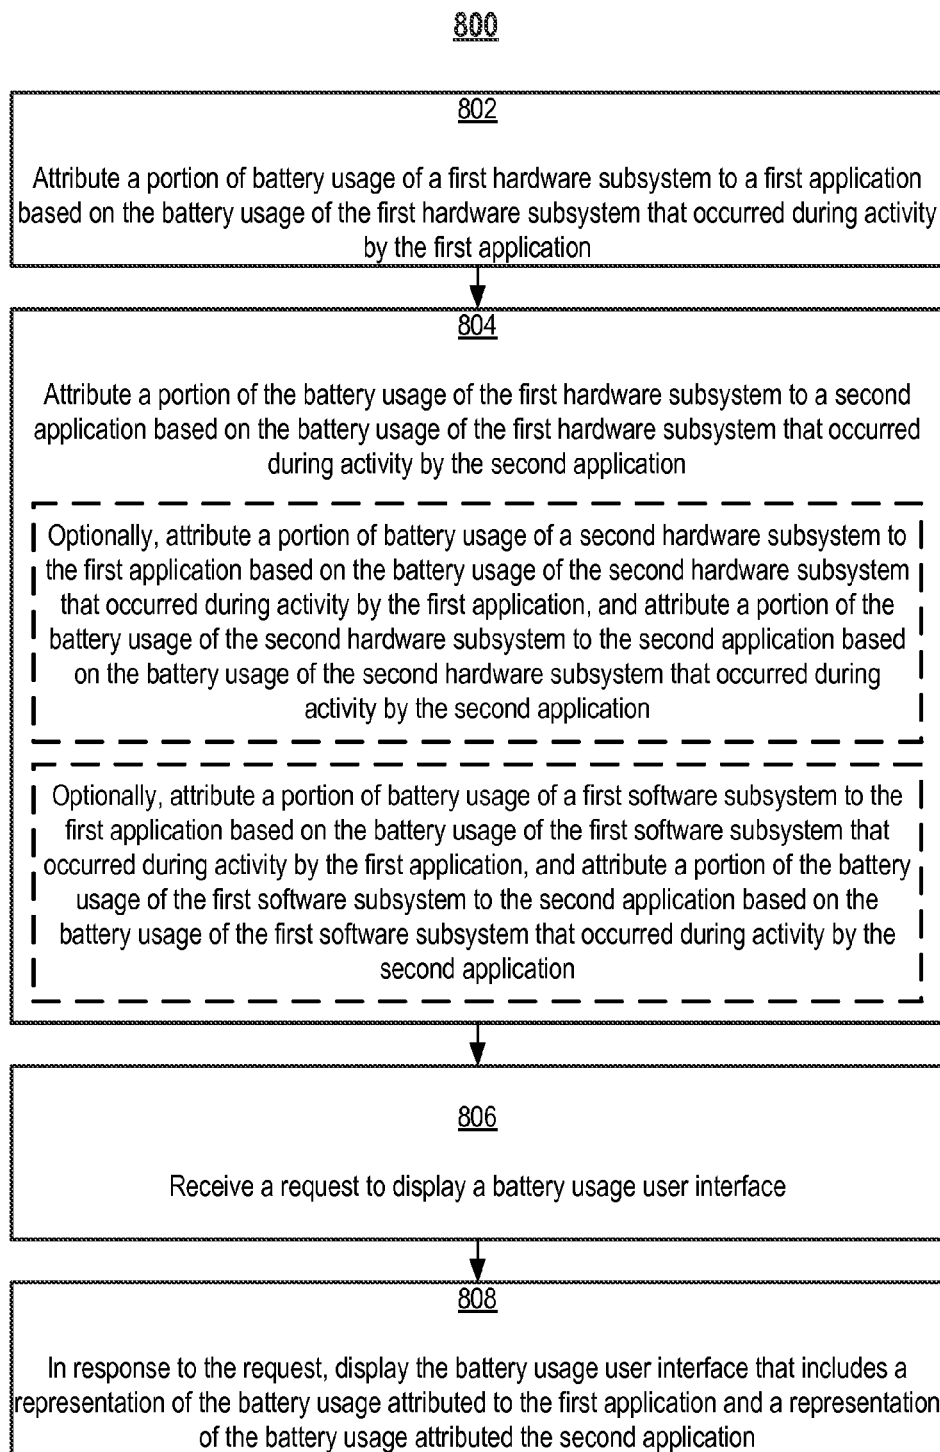 800
802
Attribute a portion of battery usage of a first hardware subsystem to a first application
based on the battery usage of the first hardware subsystem that occurred during activity
by the first application
804
Attribute a portion of the battery usage of the first hardware subsystem to a second
application based on the battery usage of the first hardware subsystem that occurred
during activity by the second application
Optionally, attribute a portion of battery usage of a second hardware subsystem to
the first application based on the battery usage of the second hardware subsystem
that occurred during activity by the first application, and attribute a portion of the
battery usage of the second hardware subsystem to the second application based
on the battery usage of the second hardware subsystem that occurred during
activity by the second application
Optionally, attribute a portion of battery usage of a first software subsystem to the
first application based on the battery usage of the first software subsystem that
occurred during activity by the first application, and attribute a portion of the battery
usage of the first software subsystem to the second application based on the
battery usage of the first software subsystem that occurred during activity by the
second application
806
Receive a request to display a battery usage user interface
808
In response to the request, display the battery usage user interface that includes a
representation of the battery usage attributed to the first application and a representation
of the battery usage attributed the second application